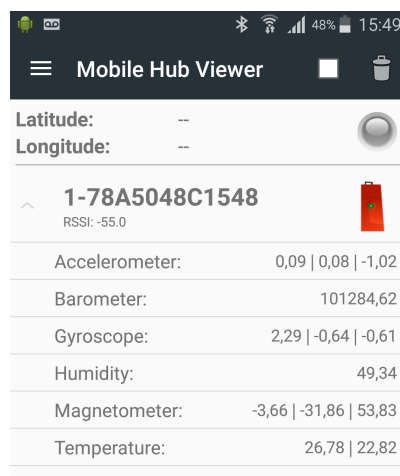 48% 15:49
Mobile Hub Viewer
Latitude: --
Longitude: --
1-78A5048C1548
RSSI: -55.0
Accelerometer: 0,09 | 0,08 | -1,02
Barometer: 101284,62
Gyroscope: 2,29 | -0,64 | -0,61
Humidity: 49,34
Magnetometer: -3,66 | -31,86 | 53,83
Temperature: 26,78 | 22,82